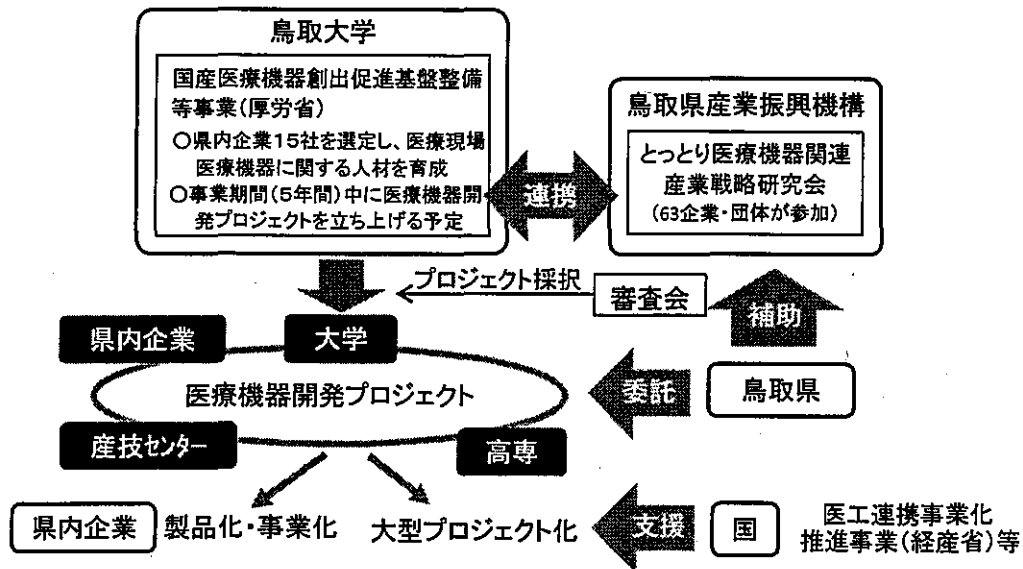 鳥取大学
国産医療機器創出促進基盤整備
等事業(厚労省)
○県内企業15社を選定し、医療現場
医療機器に関する人材を育成
○事業期間(5年間)中に医療機器開
発プロジェクトを立ち上げる予定
連携
鳥取県産業振興機構
とっとり医療機器関連
産業戦略研究会
(63企業・団体が参加)
プロジェクト採択
審査会
補助
県内企業
大学
医療機器開発プロジェクト
委託
鳥取県
産技センター
高専
県内企業
製品化・事業化
大型プロジェクト化
支援
国
医工連携事業化
推進事業(経産省)等